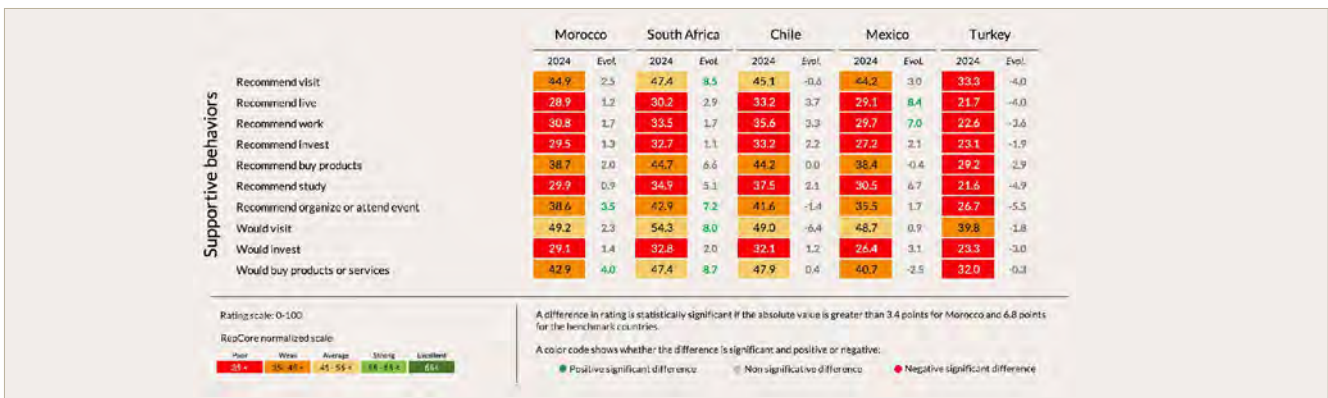 Morocco South Africa Chile Mexico Turkey
2024 Evol. 2024 Evol. 2024 Evol. 2024 Evol. 2024 Evol.
Supportive behaviors
Recommend visit 44.9 2.5 47.4 8.5 45.1 -0.6 44.2 3.0 33.3 -4.0
Recommend live 28.9 1.2 30.2 2.9 33.2 3.7 29.1 8.4 21.7 -4.0
Recommend work 30.8 1.7 33.5 1.7 35.6 3.3 29.7 7.0 22.6 -3.6
Recommend Invest 29.5 1.3 32.7 1.1 33.2 2.2 27.2 2.1 23.1 -1.9
Recommend buy products 38.7 2.0 44.7 6.6 44.2 0.0 38.4 -0.4 29.2 2.9
Recommend study 29.9 0.9 34.9 5.1 37.5 2.1 30.5 6.7 21.6 -4.9
Recommend organize or attend event 38.6 3.5 42.9 7.2 41.6 -1.4 35.5 1.7 26.7 -5.5
Would visit 49.2 2.3 54.3 8.0 49.0 -6.4 48.7 0.9 39.8 -1.8
Would invest 29.1 1.4 32.8 2.0 32.1 1.2 26.4 3.1 23.3 -3.0
Would buy products or services 42.9 4.0 47.4 8.7 47.9 0.4 40.7 -2.5 32.0 -0.3
Rating scale: 0-100
RepCore normalized scale
Poor Weak Average Strong Excellent
A difference in rating is statistically significant if the absolute value is greater than 3.4 points for Morocco and 6.8 points
for the benchmark countries.
A color code shows whether the difference is significant and positive or negative:
Positive significant difference Non significative difference Negative significant difference